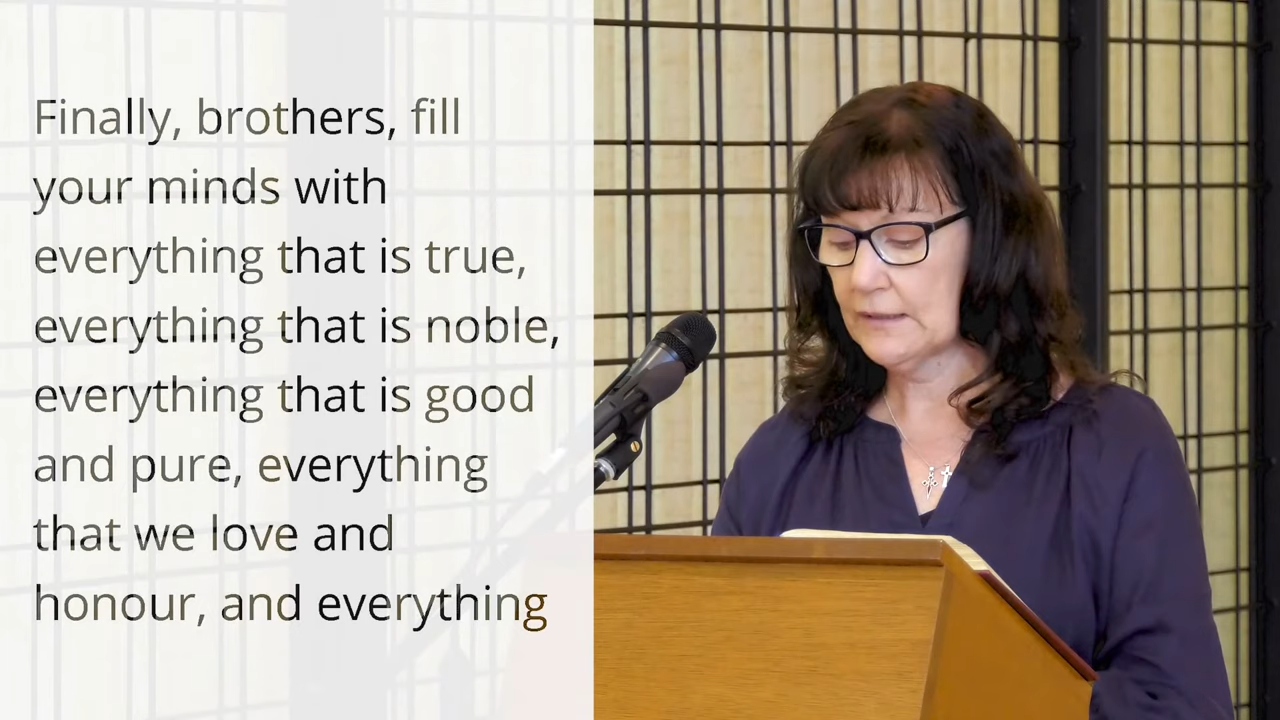 Finally, brothers, fill
your minds with
everything that is true,
everything that is noble,
everything that is good
and pure, everything
that we love and
honour, and everything